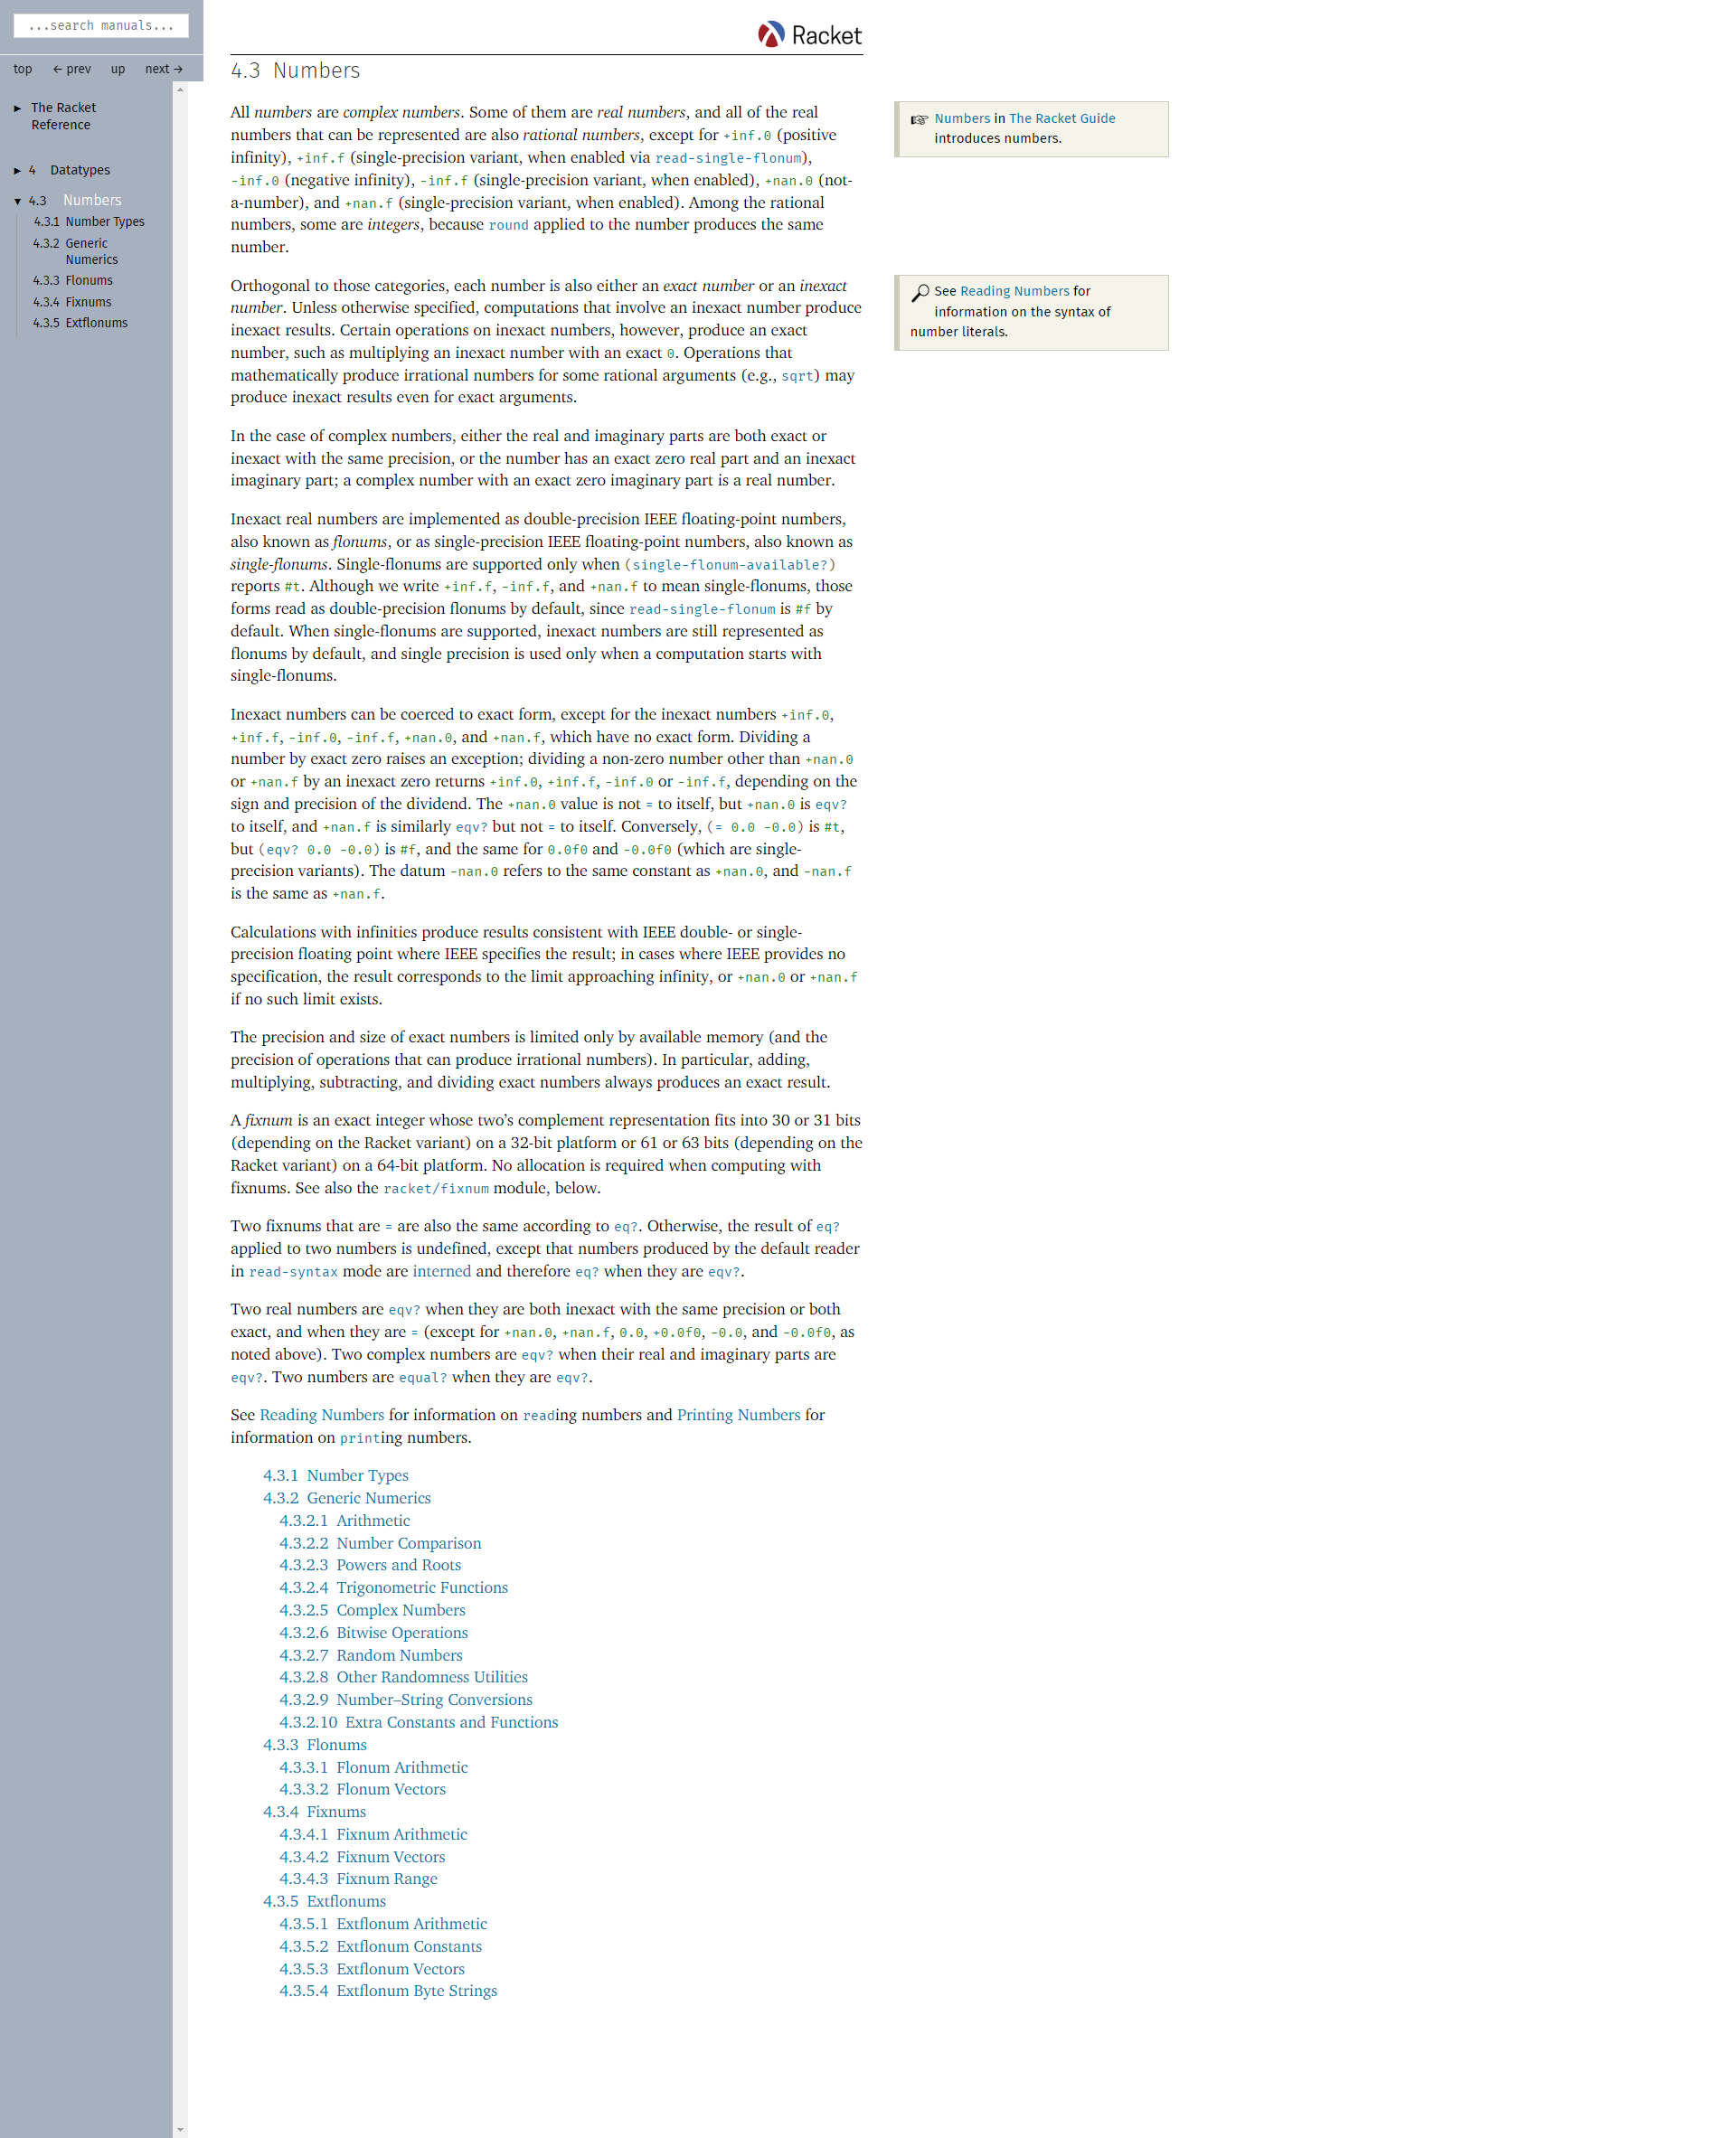 ...search manuals...
top ← prev up next →
► The Racket
Reference
► 4 Datatypes
▼ 4.3 Numbers
4.3.1 Number Types
4.3.2 Generic
Numerics
4.3.3 Flonums
4.3.4 Fixnums
4.3.5 Extflonums
Racket
4.3 Numbers
All numbers are complex numbers. Some of them are real numbers, and all of the real
numbers that can be represented are also rational numbers, except for +inf.0 (positive
infinity), +inf.f (single-precision variant, when enabled via read-single-flonum),
-inf.0 (negative infinity), -inf.f (single-precision variant, when enabled), +nan.0 (not-
a-number), and +nan.f (single-precision variant, when enabled). Among the rational
numbers, some are integers, because round applied to the number produces the same
number.
☞ Numbers in The Racket Guide
introduces numbers.
Orthogonal to those categories, each number is also either an exact number or an inexact
number. Unless otherwise specified, computations that involve an inexact number produce
inexact results. Certain operations on inexact numbers, however, produce an exact
number, such as multiplying an inexact number with an exact 0. Operations that
mathematically produce irrational numbers for some rational arguments (e.g., sqrt) may
produce inexact results even for exact arguments.
See Reading Numbers for
information on the syntax of
number literals.
In the case of complex numbers, either the real and imaginary parts are both exact or
inexact with the same precision, or the number has an exact zero real part and an inexact
imaginary part; a complex number with an exact zero imaginary part is a real number.
Inexact real numbers are implemented as double-precision IEEE floating-point numbers,
also known as flonums, or as single-precision IEEE floating-point numbers, also known as
single-flonums. Single-flonums are supported only when (single-flonum-available?)
reports #t. Although we write +inf.f, -inf.f, and +nan.f to mean single-flonums, those
forms read as double-precision flonums by default, since read-single-flonum is #f by
default. When single-flonums are supported, inexact numbers are still represented as
flonums by default, and single precision is used only when a computation starts with
single-flonums.
Inexact numbers can be coerced to exact form, except for the inexact numbers +inf.0,
+inf.f, -inf.0, -inf.f, +nan.0, and +nan.f, which have no exact form. Dividing a
number by exact zero raises an exception; dividing a non-zero number other than +nan.0
or +nan.f by an inexact zero returns +inf.0, +inf.f, -inf.0 or -inf.f, depending on the
sign and precision of the dividend. The +nan.0 value is not = to itself, but +nan.0 is eqv?
to itself, and +nan.f is similarly eqv? but not = to itself. Conversely, (= 0.0 -0.0) is #t,
but (eqv? 0.0 -0.0) is #f, and the same for 0.0f0 and -0.0f0 (which are single-
precision variants). The datum -nan.0 refers to the same constant as +nan.0, and -nan.f
is the same as +nan.f.
Calculations with infinities produce results consistent with IEEE double- or single-
precision floating point where IEEE specifies the result; in cases where IEEE provides no
specification, the result corresponds to the limit approaching infinity, or +nan.0 or +nan.f
if no such limit exists.
The precision and size of exact numbers is limited only by available memory (and the
precision of operations that can produce irrational numbers). In particular, adding,
multiplying, subtracting, and dividing exact numbers always produces an exact result.
A fixnum is an exact integer whose two’s complement representation fits into 30 or 31 bits
(depending on the Racket variant) on a 32-bit platform or 61 or 63 bits (depending on the
Racket variant) on a 64-bit platform. No allocation is required when computing with
fixnums. See also the racket/fixnum module, below.
Two fixnums that are = are also the same according to eq?. Otherwise, the result of eq?
applied to two numbers is undefined, except that numbers produced by the default reader
in read-syntax mode are interned and therefore eq? when they are eqv?.
Two real numbers are eqv? when they are both inexact with the same precision or both
exact, and when they are = (except for +nan.0, +nan.f, 0.0, +0.0f0, -0.0, and -0.0f0, as
noted above). Two complex numbers are eqv? when their real and imaginary parts are
eqv?. Two numbers are equal? when they are eqv?.
See Reading Numbers for information on reading numbers and Printing Numbers for
information on printing numbers.
4.3.1 Number Types
4.3.2 Generic Numerics
4.3.2.1 Arithmetic
4.3.2.2 Number Comparison
4.3.2.3 Powers and Roots
4.3.2.4 Trigonometric Functions
4.3.2.5 Complex Numbers
4.3.2.6 Bitwise Operations
4.3.2.7 Random Numbers
4.3.2.8 Other Randomness Utilities
4.3.2.9 Number–String Conversions
4.3.2.10 Extra Constants and Functions
4.3.3 Flonums
4.3.3.1 Flonum Arithmetic
4.3.3.2 Flonum Vectors
4.3.4 Fixnums
4.3.4.1 Fixnum Arithmetic
4.3.4.2 Fixnum Vectors
4.3.4.3 Fixnum Range
4.3.5 Extflonums
4.3.5.1 Extflonum Arithmetic
4.3.5.2 Extflonum Constants
4.3.5.3 Extflonum Vectors
4.3.5.4 Extflonum Byte Strings